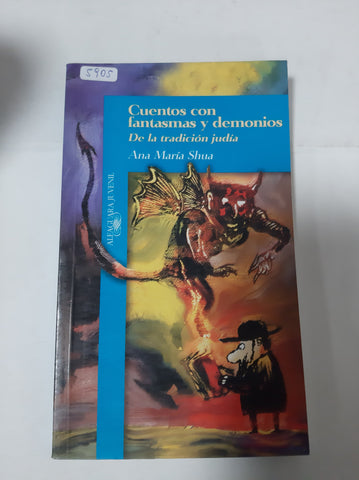 5905
Cuentos con
fantasmas y demonios
De la tradición judía
Ana María Shua
ALFAGUARA JUVENIL